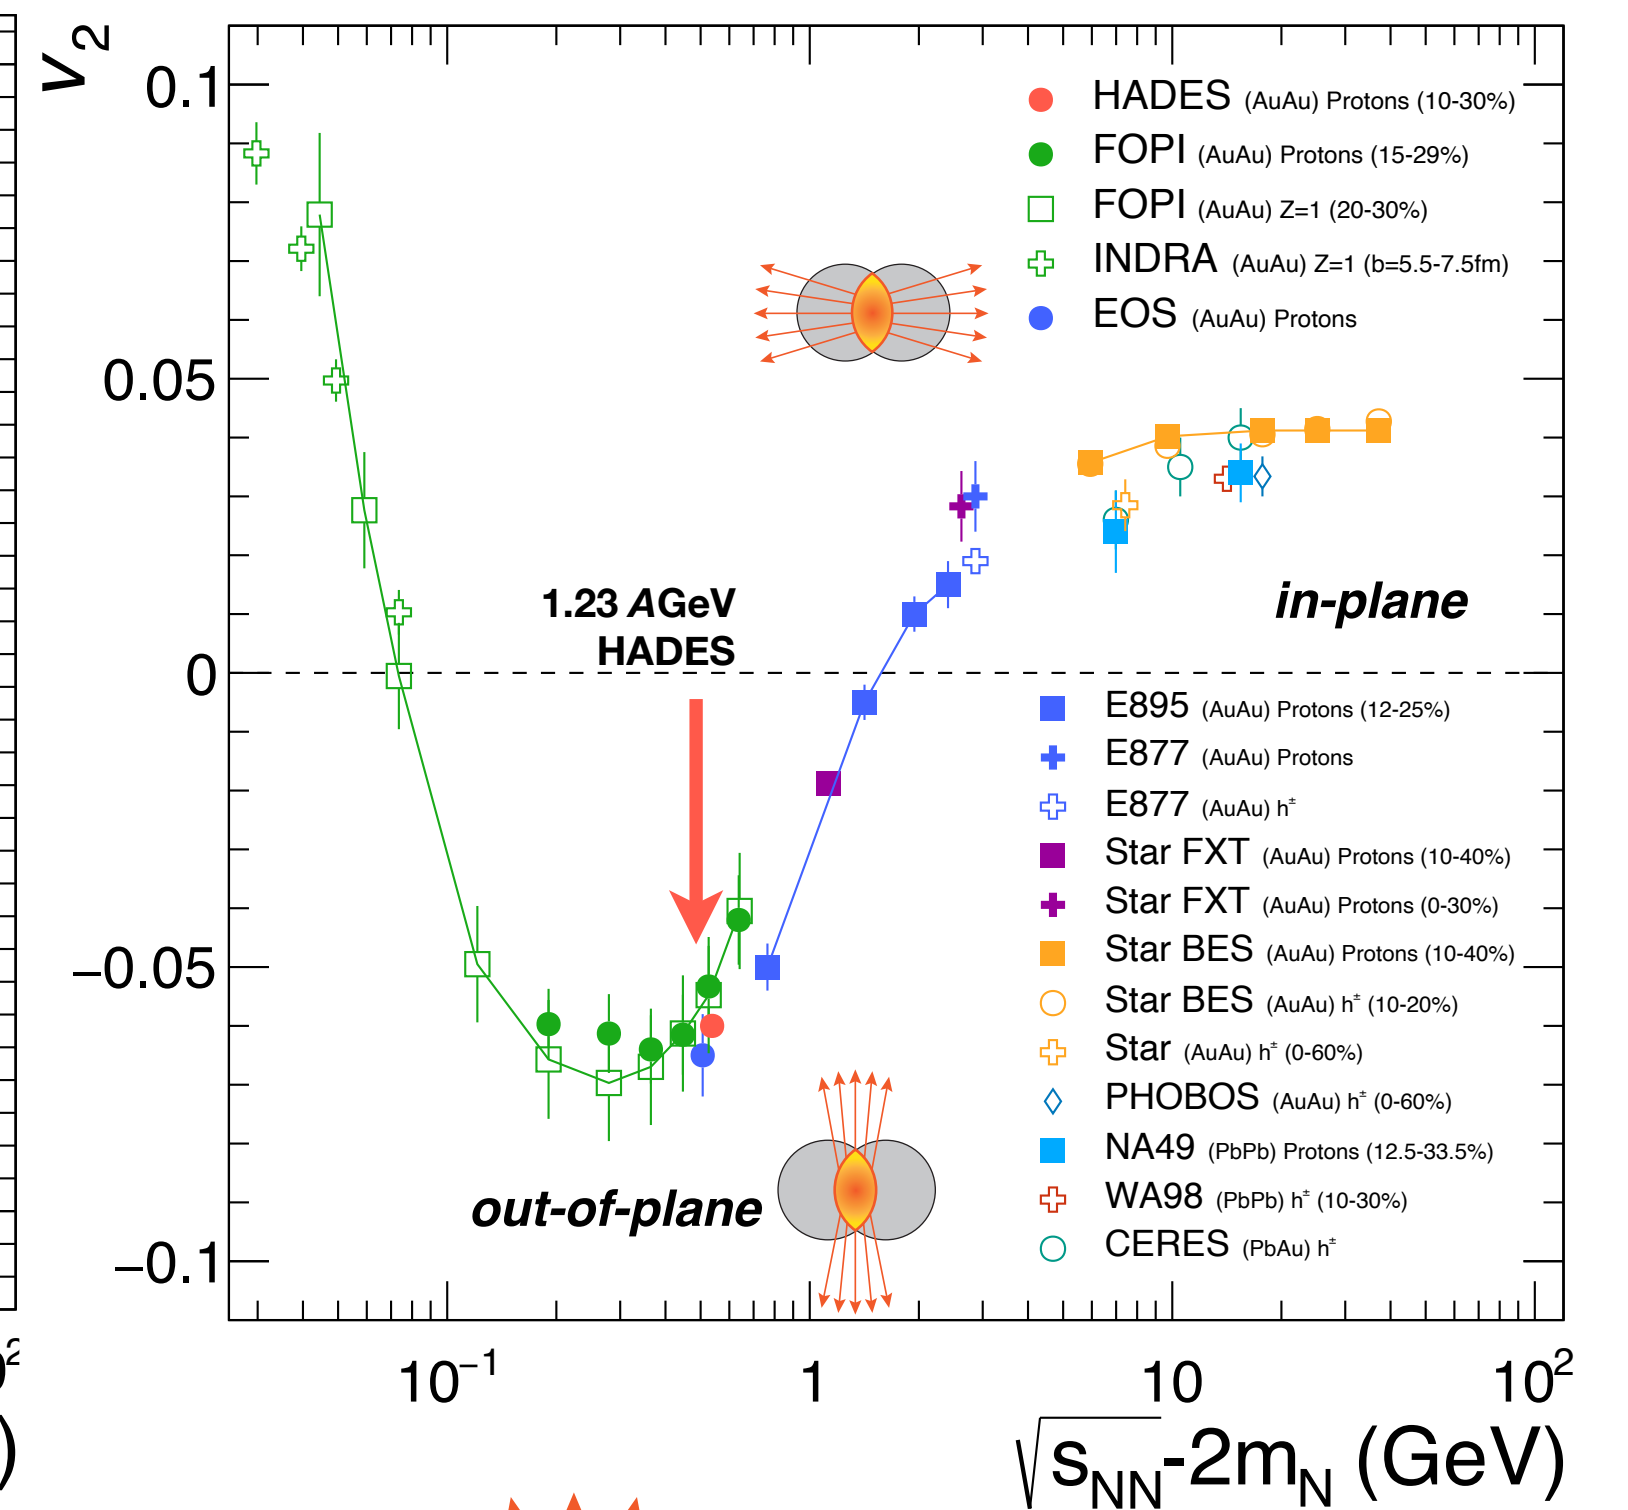 v2
0.1
0.05
0
−0.05
−0.1
HADES (AuAu) Protons (10-30%)
FOPI (AuAu) Protons (15-29%)
FOPI (AuAu) Z=1 (20-30%)
INDRA (AuAu) Z=1 (b=5.5-7.5fm)
EOS (AuAu) Protons
1.23 AGeV
HADES
in-plane
E895 (AuAu) Protons (12-25%)
E877 (AuAu) Protons
E877 (AuAu) h±
Star FXT (AuAu) Protons (10-40%)
Star FXT (AuAu) Protons (0-30%)
Star BES (AuAu) Protons (10-40%)
Star BES (AuAu) h± (10-20%)
Star (AuAu) h± (0-60%)
PHOBOS (AuAu) h± (0-60%)
NA49 (PbPb) Protons (12.5-33.5%)
WA98 (PbPb) h± (10-30%)
CERES (PbAu) h±
out-of-plane
10⁻¹ 1 10 10²
√sNN-2mN (GeV)